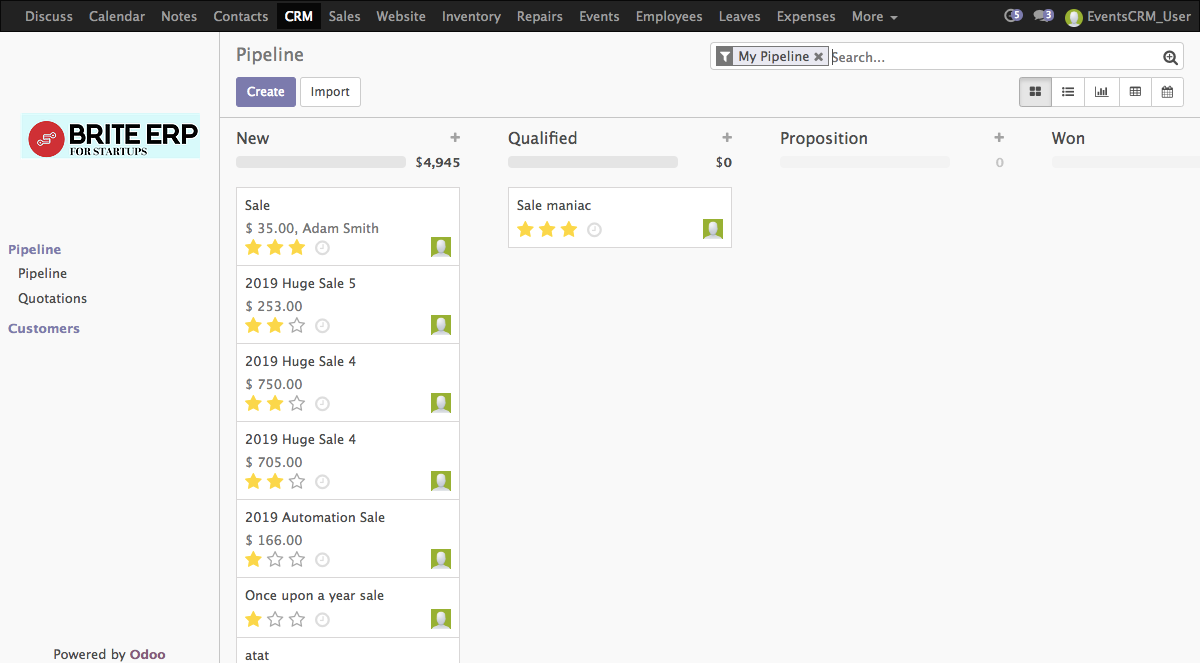 Discuss Calendar Notes Contacts CRM Sales Website Inventory Repairs Events Employees Leaves Expenses More 5 3 EventsCRM_User
Pipeline
My Pipeline Search...
Create Import
BRITE ERP
FOR STARTUPS
Pipeline
Pipeline
Quotations
Customers
Powered by Odoo
New
$4,945
Sale
$ 35.00, Adam Smith
2019 Huge Sale 5
$ 253.00
2019 Huge Sale 4
$ 750.00
2019 Huge Sale 4
$ 705.00
2019 Automation Sale
$ 166.00
Once upon a year sale
atat
Qualified
$0
Sale maniac
Proposition
0
Won